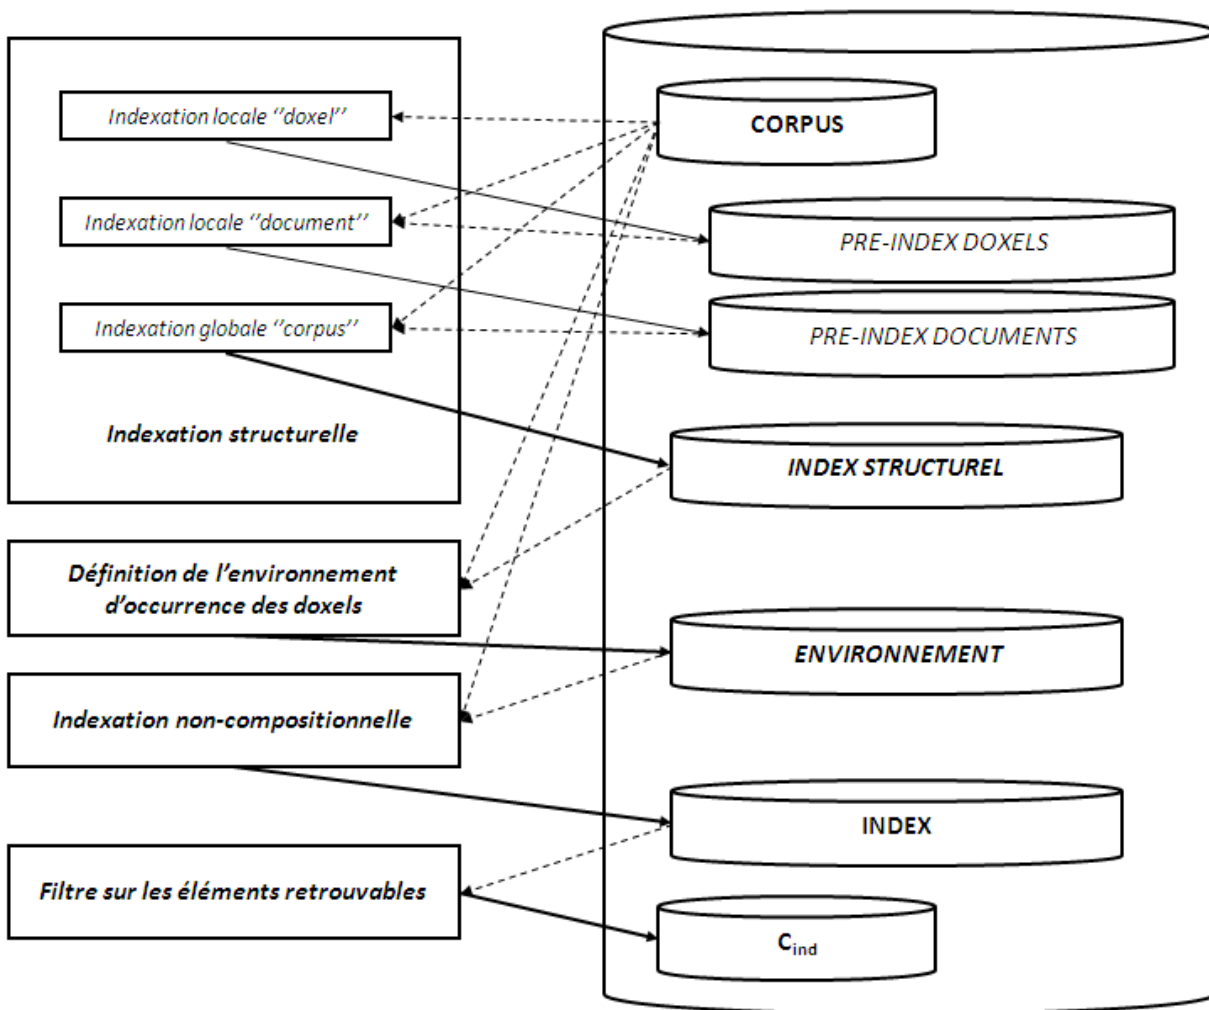 Indexation locale ‘’doxel’’
CORPUS
Indexation locale ‘’document’’
PRE-INDEX DOXELS
Indexation globale ‘’corpus’’
PRE-INDEX DOCUMENTS
Indexation structurelle
INDEX STRUCTUREL
Définition de l’environnement
d’occurrence des doxels
ENVIRONNEMENT
Indexation non-compositionnelle
INDEX
Filtre sur les éléments retrouvables
Cind